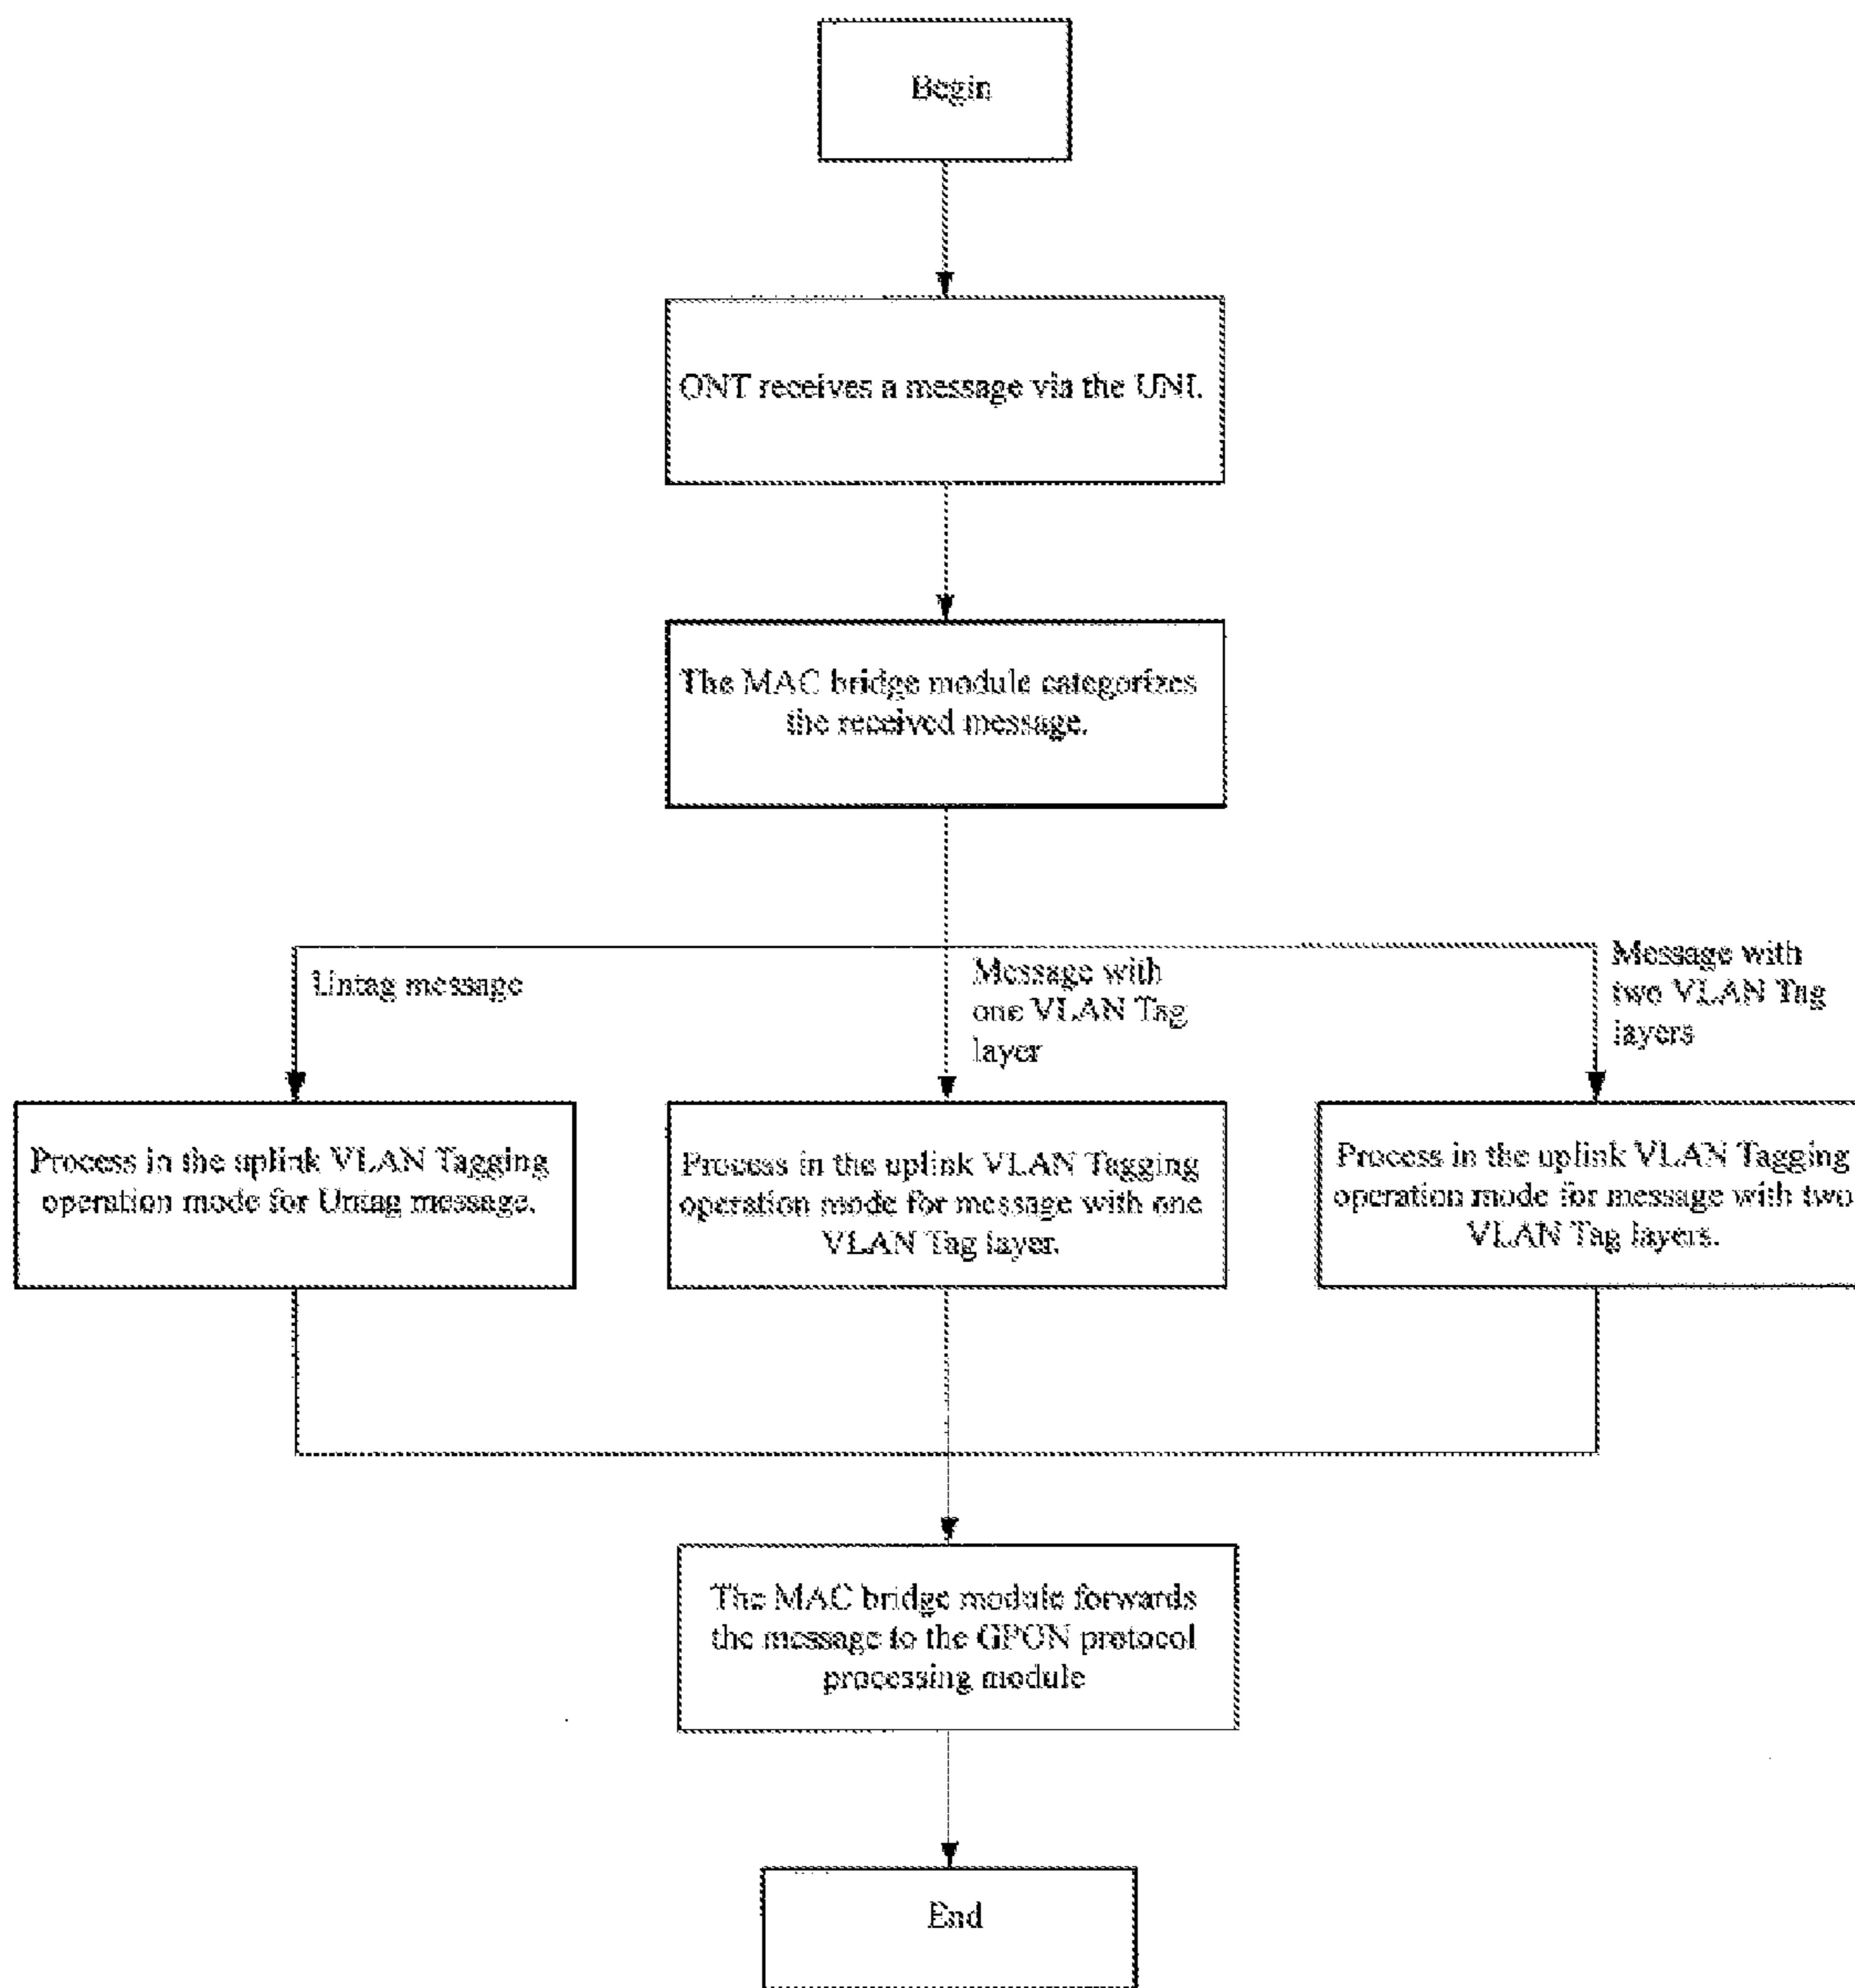 Begin
ONT receives a message via the UNI.
The MAC bridge module categorizes
the received message.
Untag message
Message with
one VLAN Tag
layer
Message with
two VLAN Tag
layers
Process in the uplink VLAN Tagging
operation mode for Untag message.
Process in the uplink VLAN Tagging
operation mode for message with one
VLAN Tag layer.
Process in the uplink VLAN Tagging
operation mode for message with two
VLAN Tag layers.
The MAC bridge module forwards
the message to the GPON protocol
processing module
End